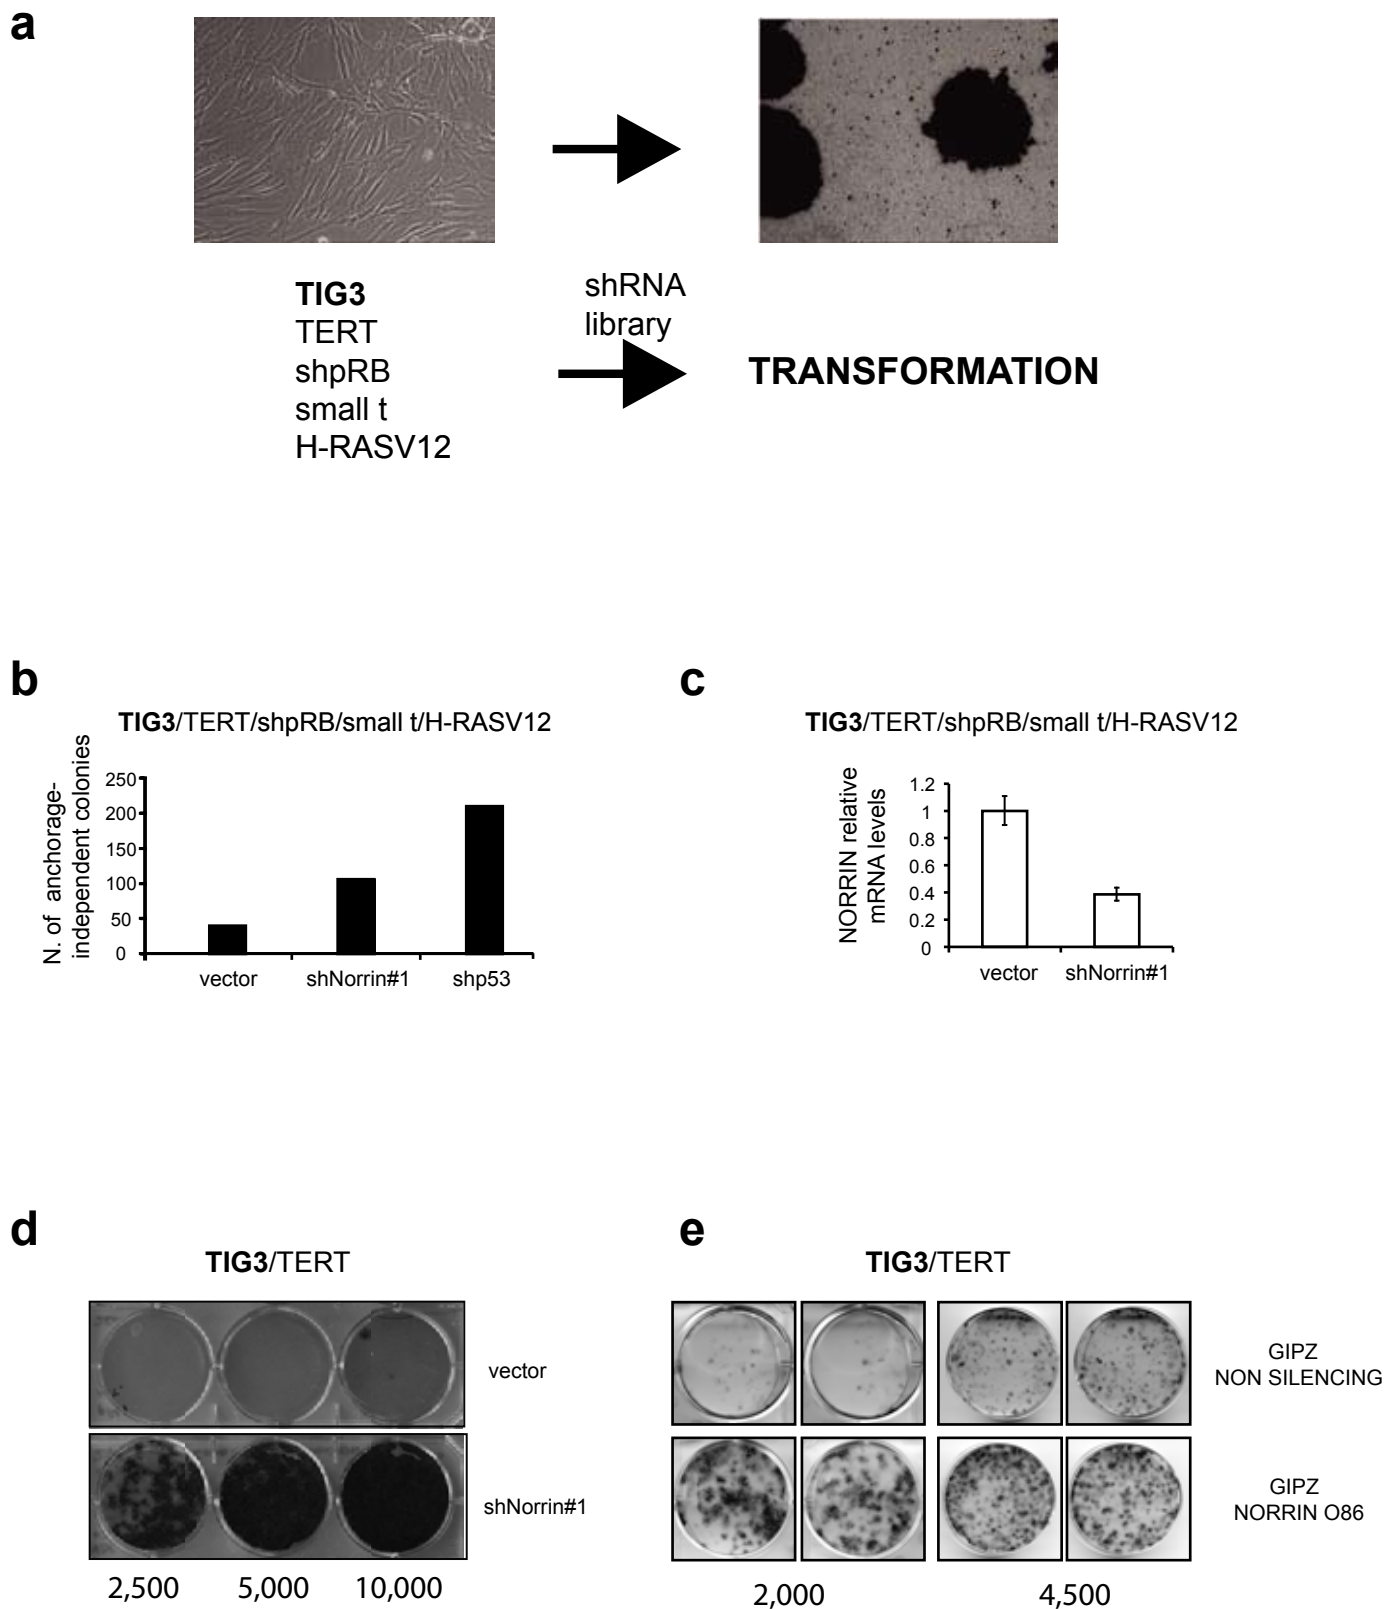 a
TIG3
TERT
shpRB
small t
H-RASV12
shRNA
library
TRANSFORMATION
b
TIG3/TERT/shpRB/small t/H-RASV12
N. of anchorage-
independent colonies
250
200
150
100
50
0
vector shNorrin#1 shp53
c
TIG3/TERT/shpRB/small t/H-RASV12
NORRIN relative
mRNA levels
1.2
1
0.8
0.6
0.4
0.2
0
vector shNorrin#1
d
TIG3/TERT
vector
shNorrin#1
2,500 5,000 10,000
e
TIG3/TERT
GIPZ
NON SILENCING
GIPZ
NORRIN O86
2,000 4,500